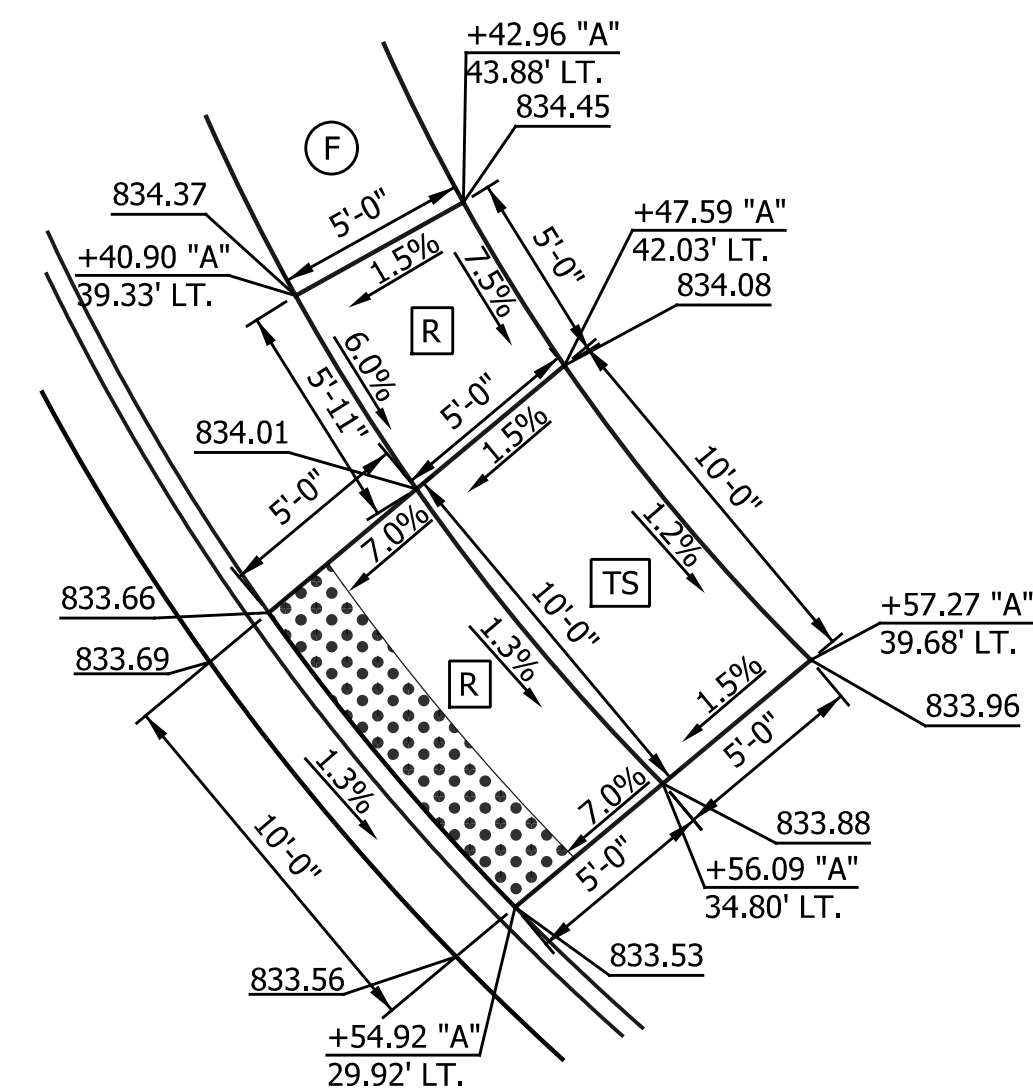 +42.96 "A"
43.88' LT.
834.45
F
834.37
5'-0"
+47.59 "A"
42.03' LT.
+40.90 "A"
39.33' LT.
1.5%
7.5%
5'-0"
834.08
R
6.0%
5'-11"
5'-0"
834.01
1.5%
5'-0"
7.0%
10'-0"
1.2%
TS
833.66
10'-0"
+57.27 "A"
39.68' LT.
833.69
1.3%
R
1.5%
833.96
5'-0"
1.3%
7.0%
10'-0"
833.88
5'-0"
+56.09 "A"
34.80' LT.
833.56
833.53
+54.92 "A"
29.92' LT.